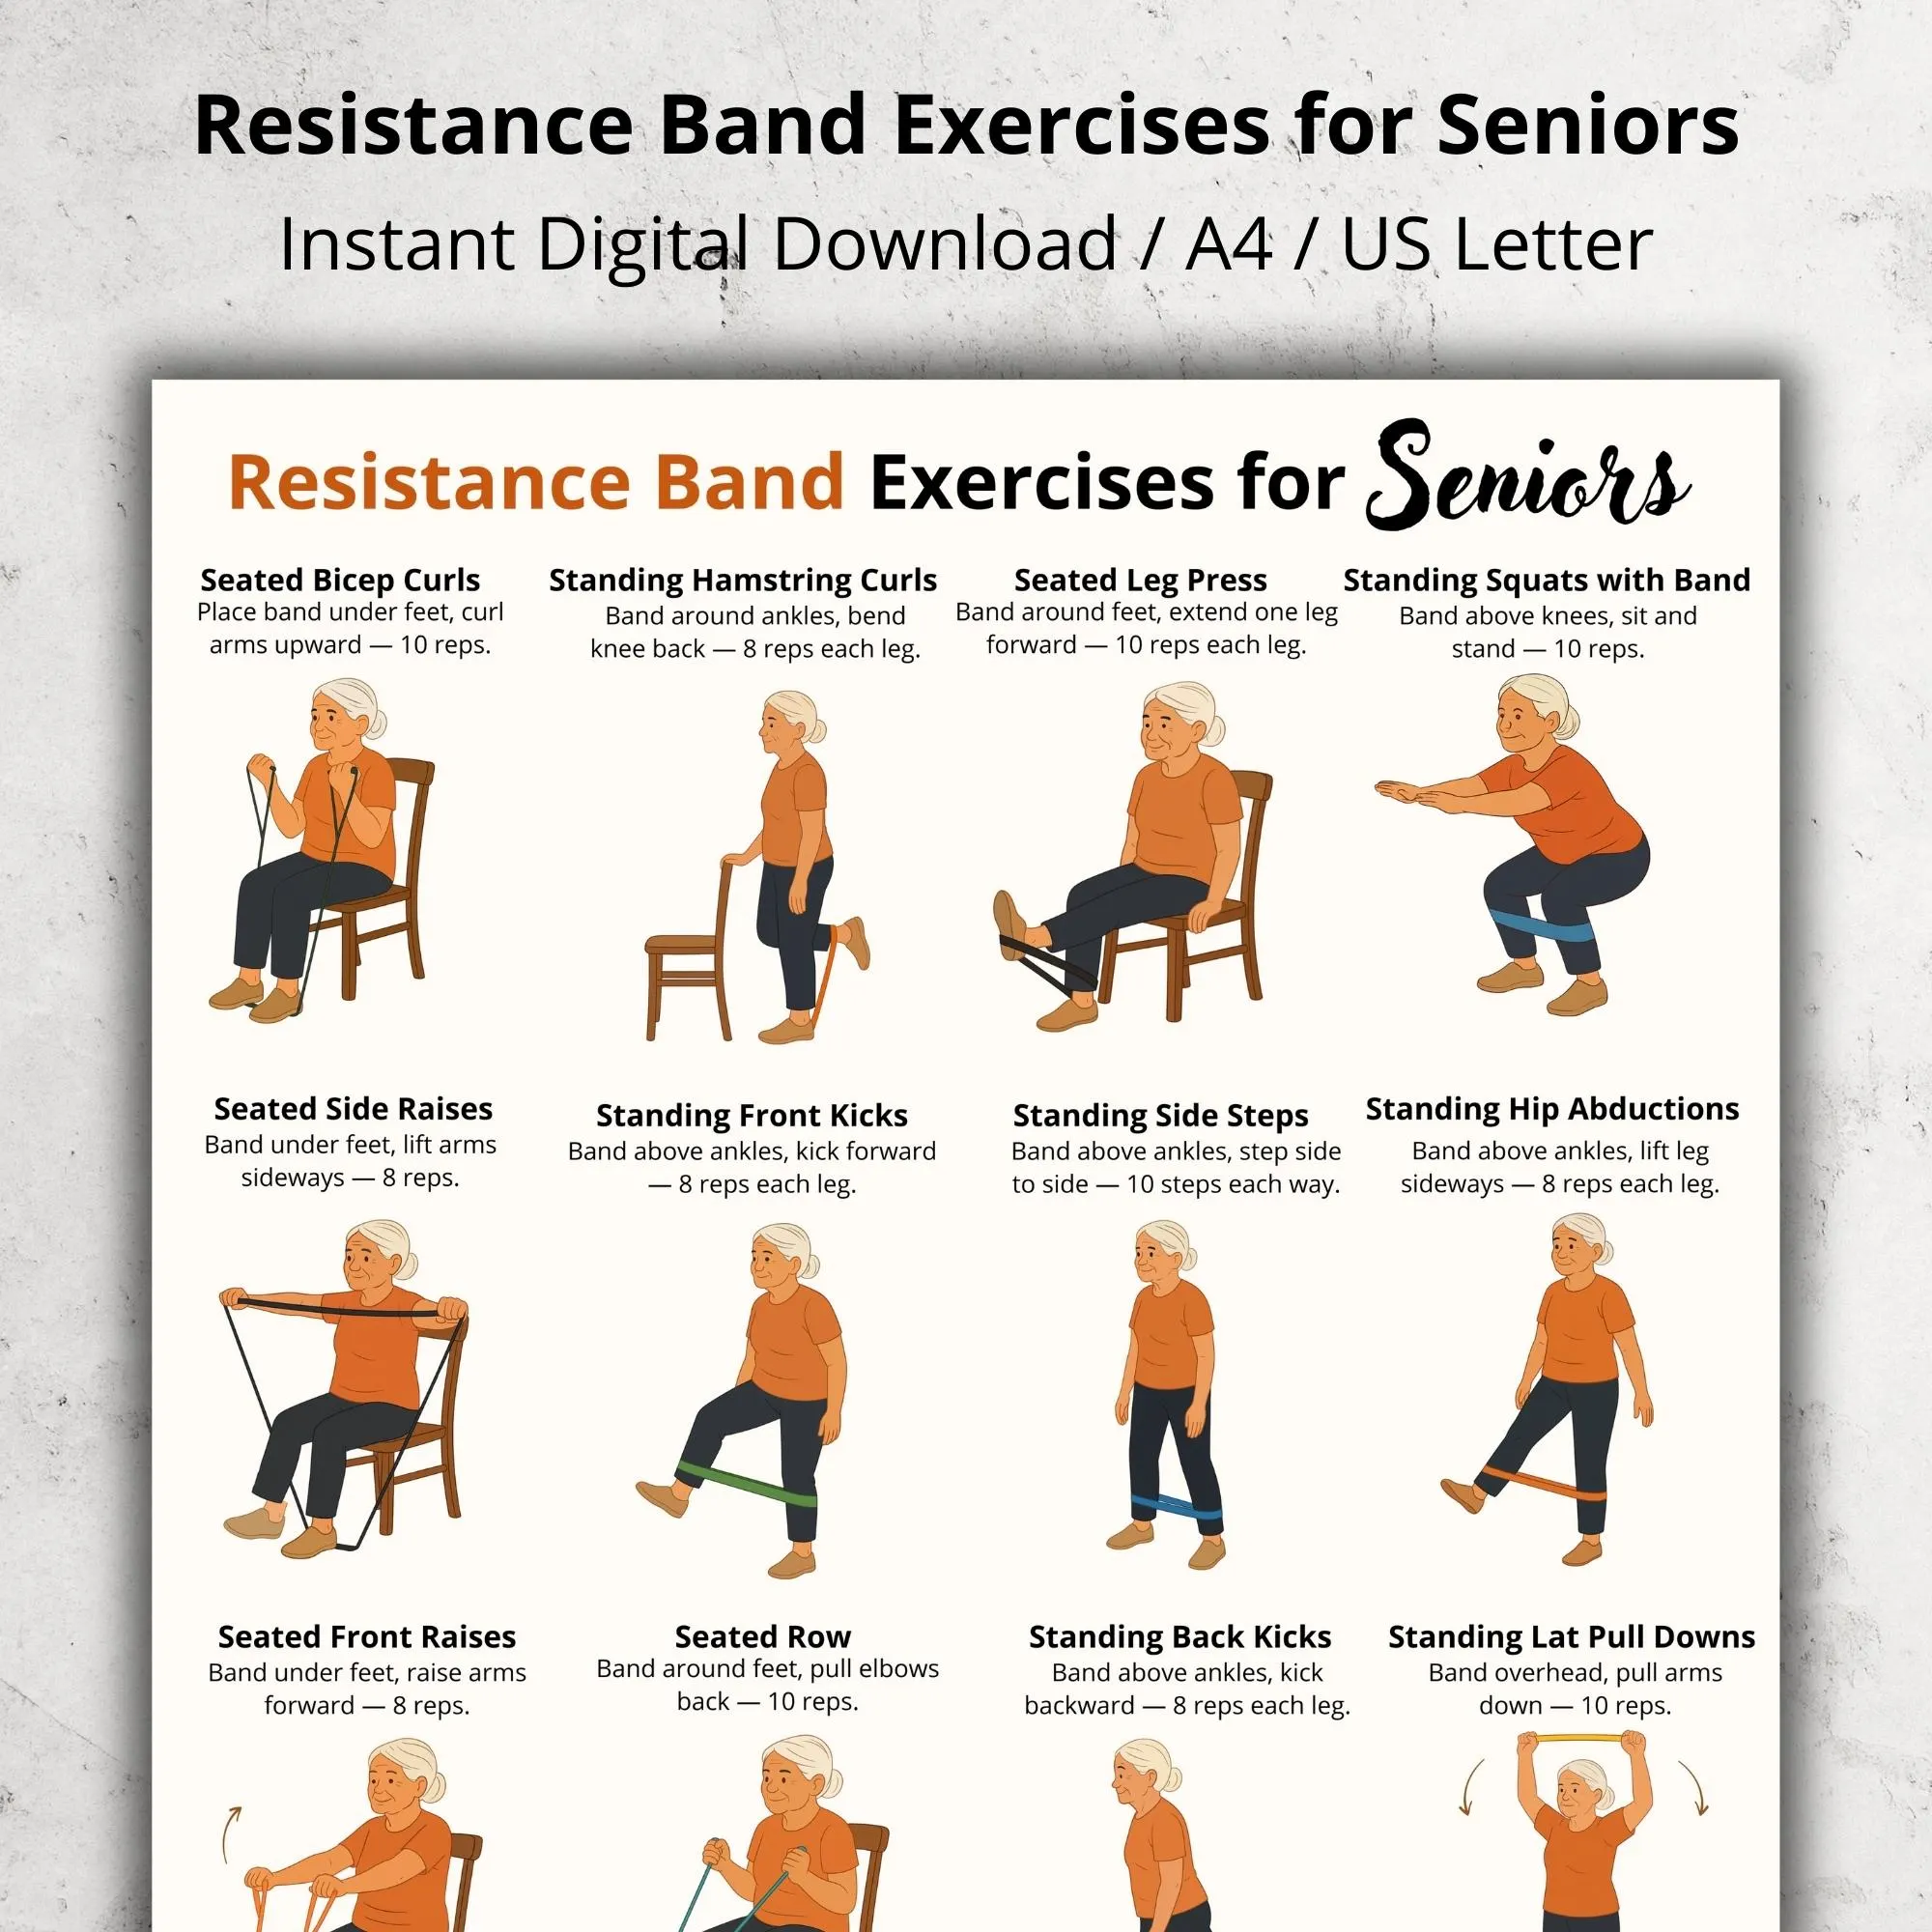 Resistance Band Exercises for Seniors
Instant Digital Download / A4 / US Letter
Resistance Band Exercises for Seniors
Seated Bicep Curls
Place band under feet, curl
arms upward — 10 reps.
Standing Hamstring Curls
Band around ankles, bend
knee back — 8 reps each leg.
Seated Leg Press
Band around feet, extend one leg
forward — 10 reps each leg.
Standing Squats with Band
Band above knees, sit and
stand — 10 reps.
Seated Side Raises
Band under feet, lift arms
sideways — 8 reps.
Standing Front Kicks
Band above ankles, kick forward
— 8 reps each leg.
Standing Side Steps
Band above ankles, step side
to side — 10 steps each way.
Standing Hip Abductions
Band above ankles, lift leg
sideways — 8 reps each leg.
Seated Front Raises
Band under feet, raise arms
forward — 8 reps.
Seated Row
Band around feet, pull elbows
back — 10 reps.
Standing Back Kicks
Band above ankles, kick
backward — 8 reps each leg.
Standing Lat Pull Downs
Band overhead, pull arms
down — 10 reps.